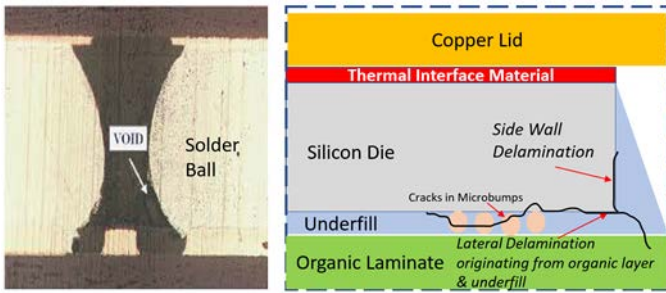 VOID
Solder
Ball
Copper Lid
Thermal Interface Material
Side Wall
Delamination
Silicon Die
Cracks in Microbumps
Underfill
Lateral Delamination
originating from organic layer
& underfill
Organic Laminate